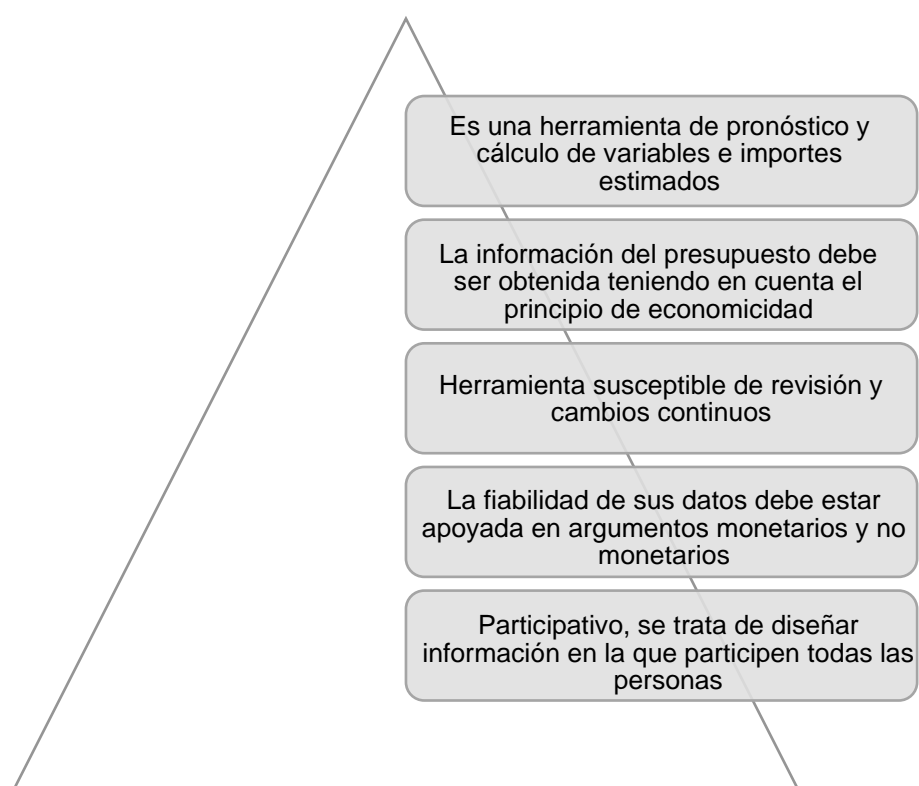 Es una herramienta de pronóstico y
cálculo de variables e importes
estimados
La información del presupuesto debe
ser obtenida teniendo en cuenta el
principio de economicidad
Herramienta susceptible de revisión y
cambios continuos
La fiabilidad de sus datos debe estar
apoyada en argumentos monetarios y no
monetarios
Participativo, se trata de diseñar
información en la que participen todas las
personas